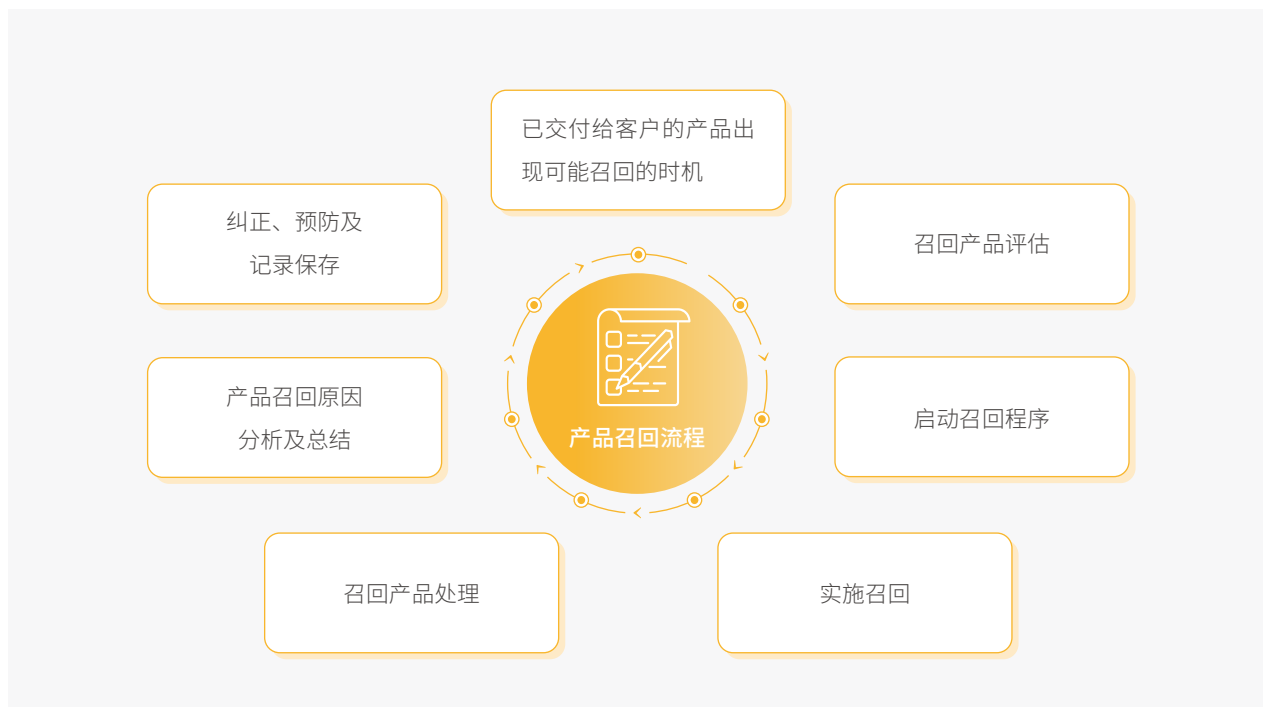 已交付给客户的产品出
现可能召回的时机
召回产品评估
启动召回程序
实施召回
召回产品处理
产品召回原因
分析及总结
纠正、预防及
记录保存
产品召回流程